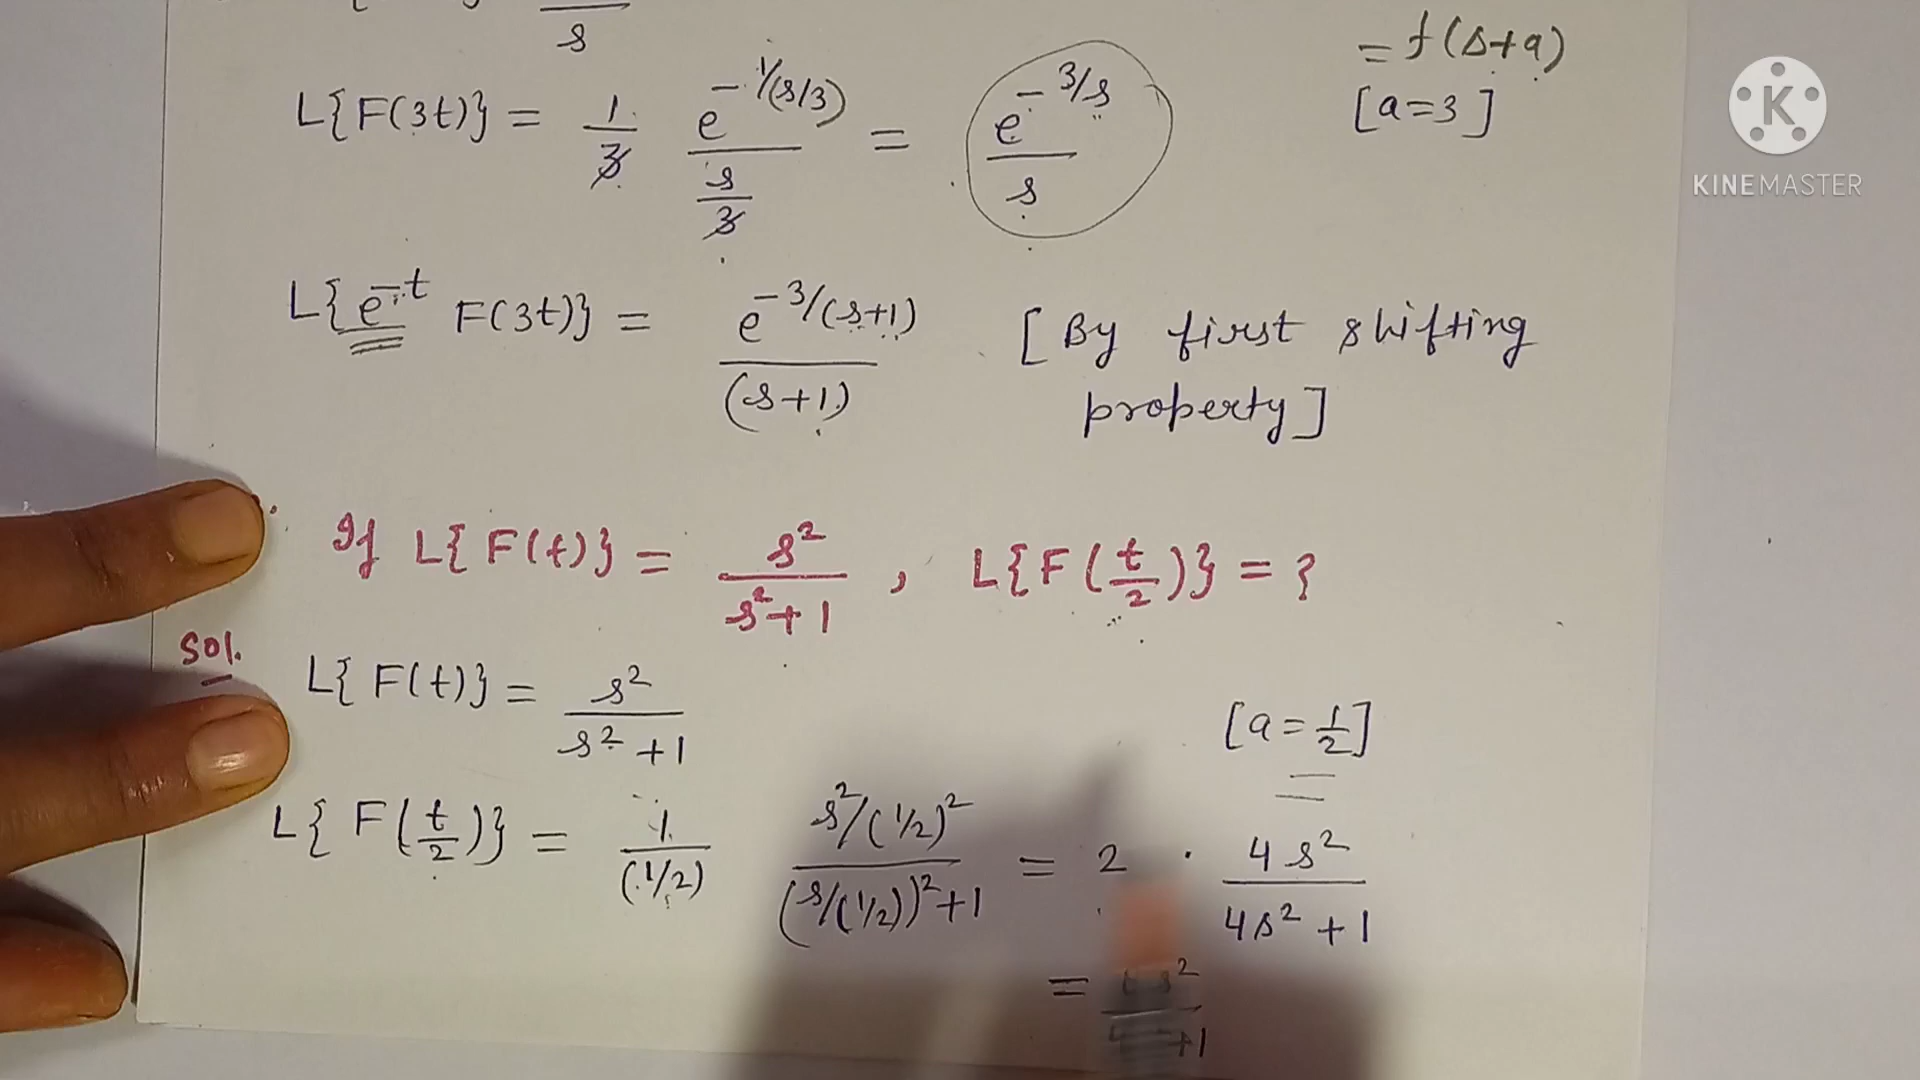 s
= f(s+a)
L{F(3t)} = 1/3 e^{-1/(s/3)}/(s/3) = e^{-3/s}/s
[a=3]
KINEMASTER
L{e^{-t} F(3t)} = e^{-3/(s+1)}/(s+1) [By first shifting
property]
If L{F(t)} = s²/(s²+1), L{F(t/2)} = ?
Sol.
L{F(t)} = s²/(s²+1)
[a=1/2]
L{F(t/2)} = 1/(1/2) s²/(1/2)²/((s/(1/2))²+1) = 2 · 4s²/(4s²+1)